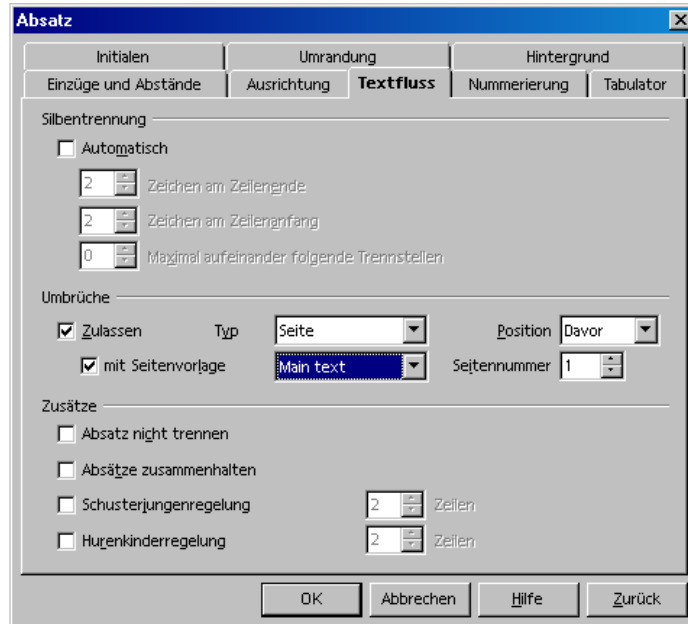 Absatz
Initialen Umrandung Hintergrund
Einzüge und Abstände Ausrichtung Textfluss Nummerierung Tabulator
Silbentrennung
Automatisch
2 Zeichen am Zeilenende
2 Zeichen am Zeilenanfang
0 Maximal aufeinander folgende Trennstellen
Umbrüche
Zulassen Typ Seite Position Davor
mit Seitenvorlage Main text Seitennummer 1
Zusätze
Absatz nicht trennen
Absätze zusammenhalten
Schusterjungenregelung 2 Zeilen
Hurenkinderregelung 2 Zeilen
OK Abbrechen Hilfe Zurück